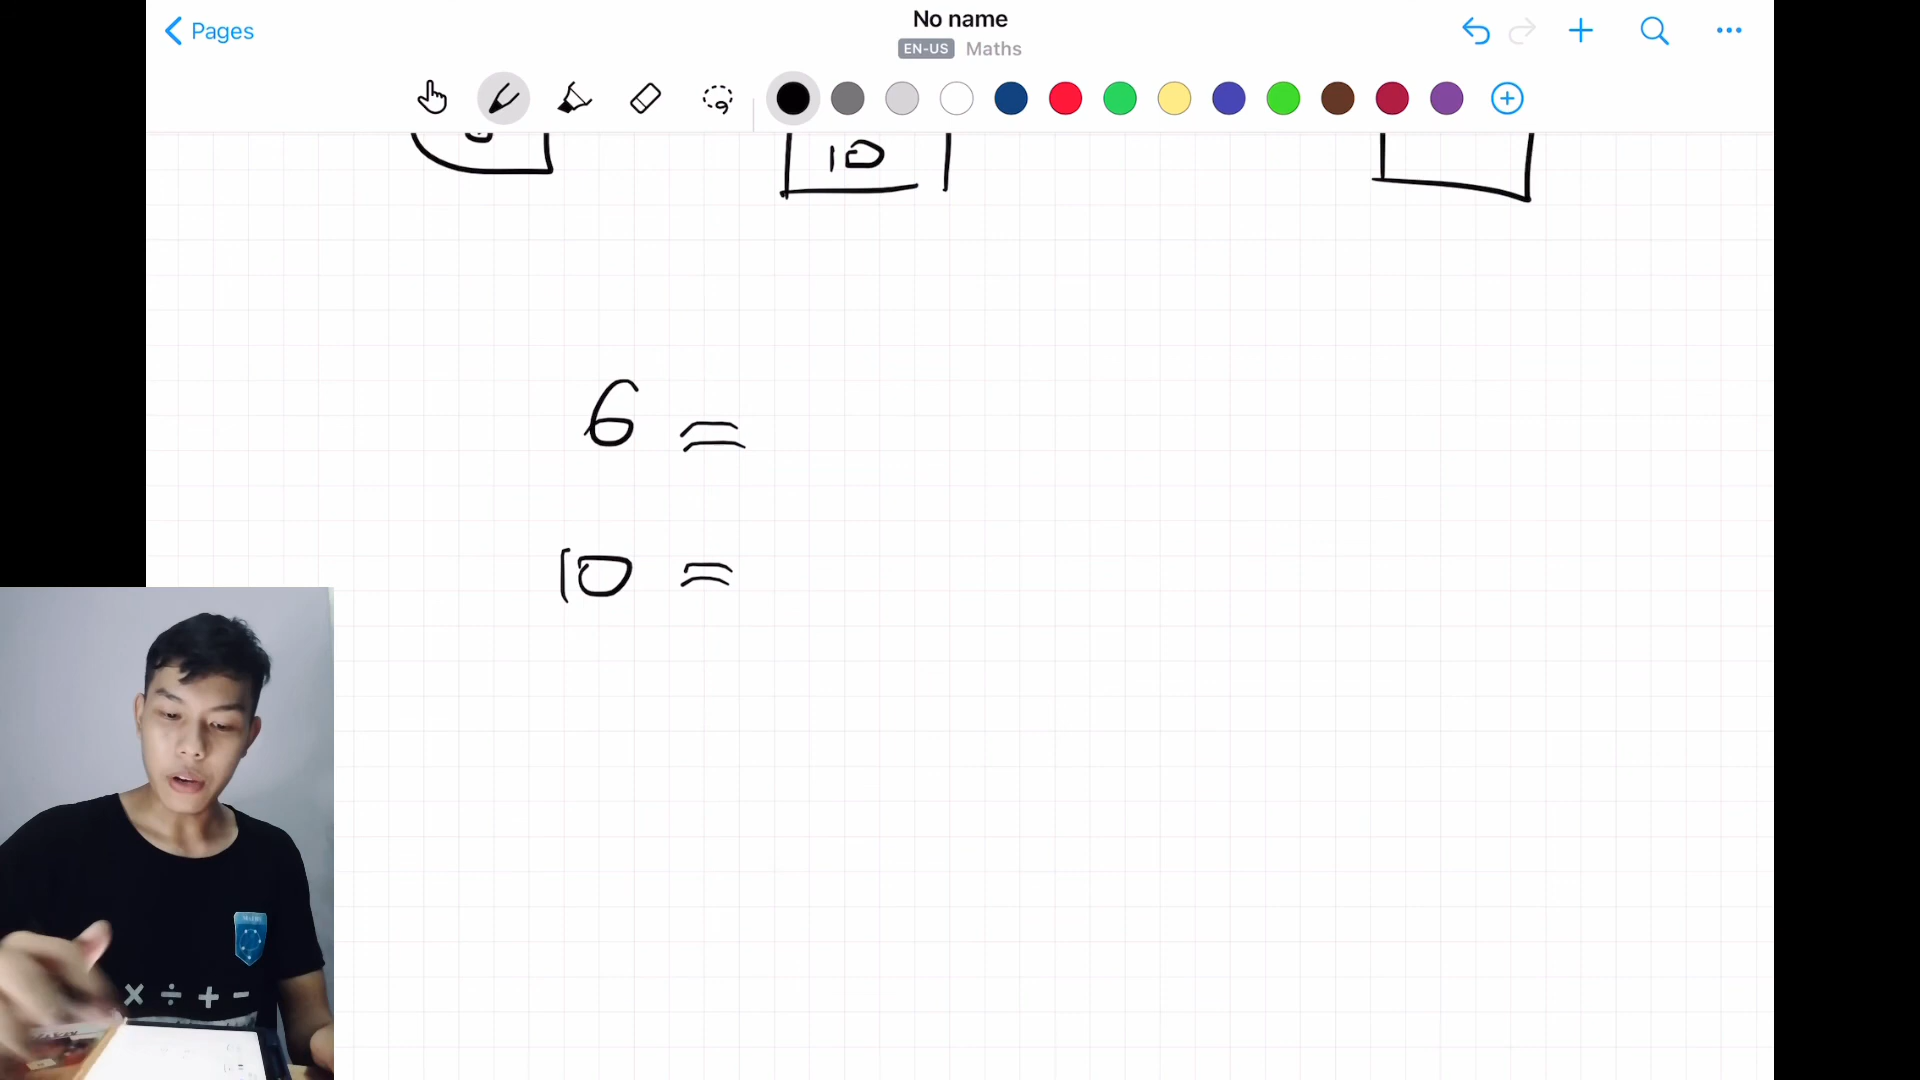 No name
Pages
EN-US Maths
10
6 =
10 =
× ÷ + −